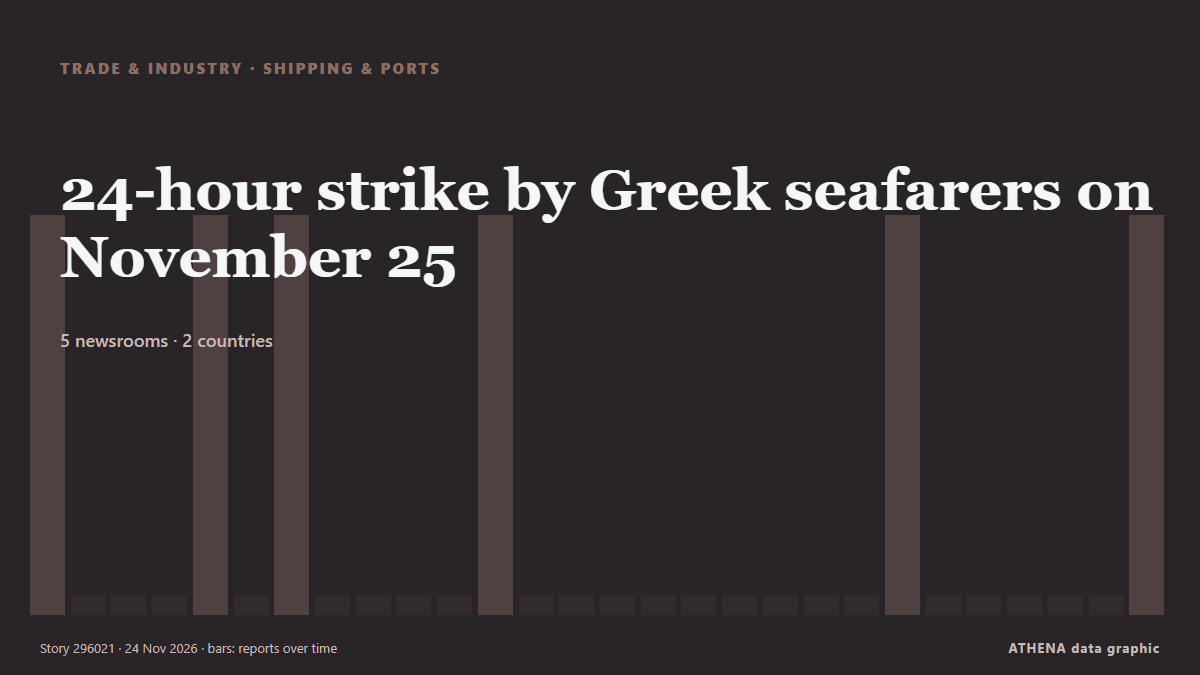 TRADE & INDUSTRY · SHIPPING & PORTS
24-hour strike by Greek seafarers on
November 25
5 newsrooms · 2 countries
Story 296021 · 24 Nov 2026 · bars: reports over time
ATHENA data graphic